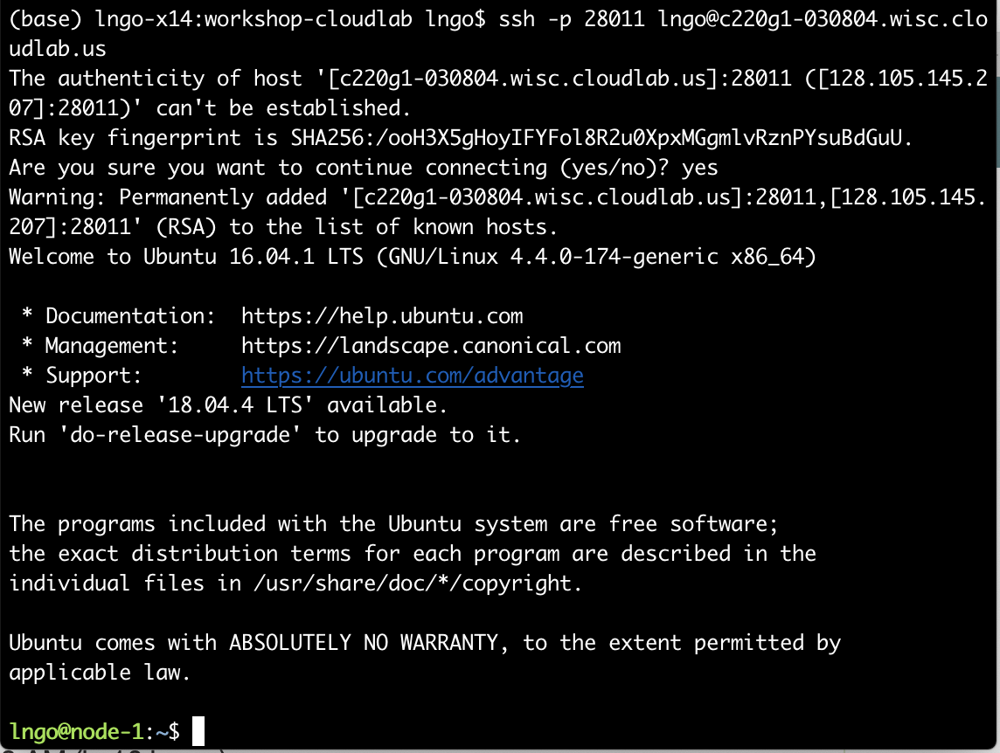 (base) lngo-x14:workshop-cloudlab lngo$ ssh -p 28011 lngo@c220g1-030804.wisc.clo
udlab.us
The authenticity of host '[c220g1-030804.wisc.cloudlab.us]:28011 ([128.105.145.2
07]:28011)' can't be established.
RSA key fingerprint is SHA256:/ooH3X5gHoyIFYFol8R2u0XpxMGgmlvRznPYsuBdGuU.
Are you sure you want to continue connecting (yes/no)? yes
Warning: Permanently added '[c220g1-030804.wisc.cloudlab.us]:28011,[128.105.145.
207]:28011' (RSA) to the list of known hosts.
Welcome to Ubuntu 16.04.1 LTS (GNU/Linux 4.4.0-174-generic x86_64)
 * Documentation:  https://help.ubuntu.com
 * Management:     https://landscape.canonical.com
 * Support:        https://ubuntu.com/advantage
New release '18.04.4 LTS' available.
Run 'do-release-upgrade' to upgrade to it.
The programs included with the Ubuntu system are free software;
the exact distribution terms for each program are described in the
individual files in /usr/share/doc/*/copyright.
Ubuntu comes with ABSOLUTELY NO WARRANTY, to the extent permitted by
applicable law.
lngo@node-1:~$